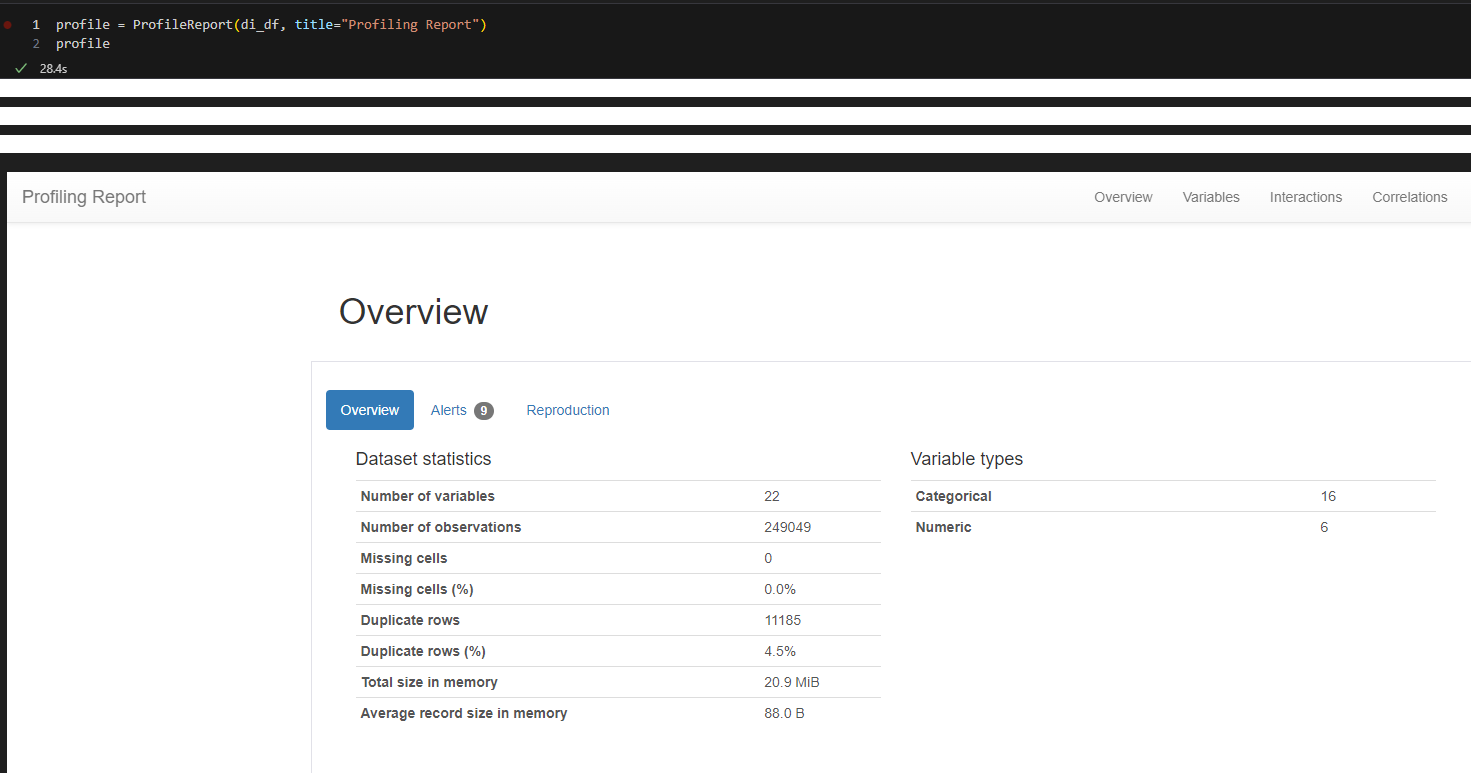 1 profile = ProfileReport(di_df, title="Profiling Report")
2 profile
28.4s
Profiling Report Overview Variables Interactions Correlations
Overview
Overview Alerts 9 Reproduction
Dataset statistics
Number of variables 22
Number of observations 249049
Missing cells 0
Missing cells (%) 0.0%
Duplicate rows 11185
Duplicate rows (%) 4.5%
Total size in memory 20.9 MiB
Average record size in memory 88.0 B
Variable types
Categorical 16
Numeric 6